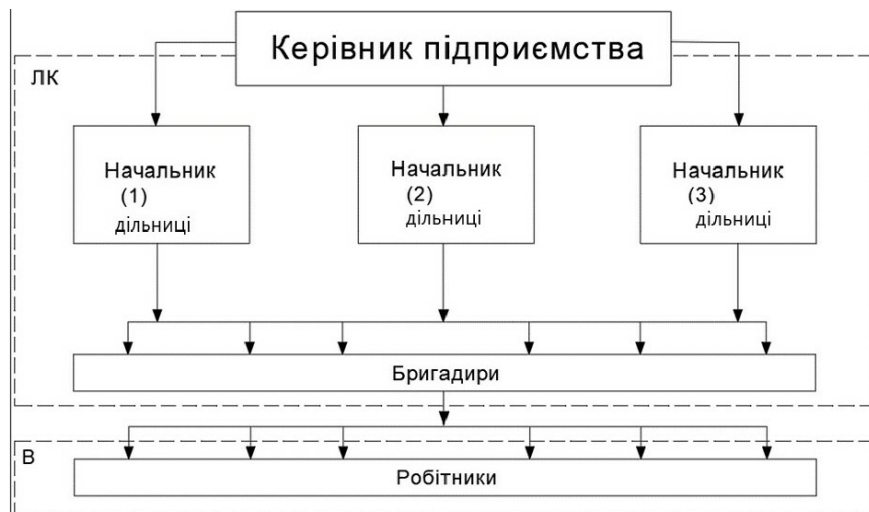 Керівник підприємства
ЛК
Начальник
(1)
дільниці
Начальник
(2)
дільниці
Начальник
(3)
дільниці
Бригадири
В
Робітники